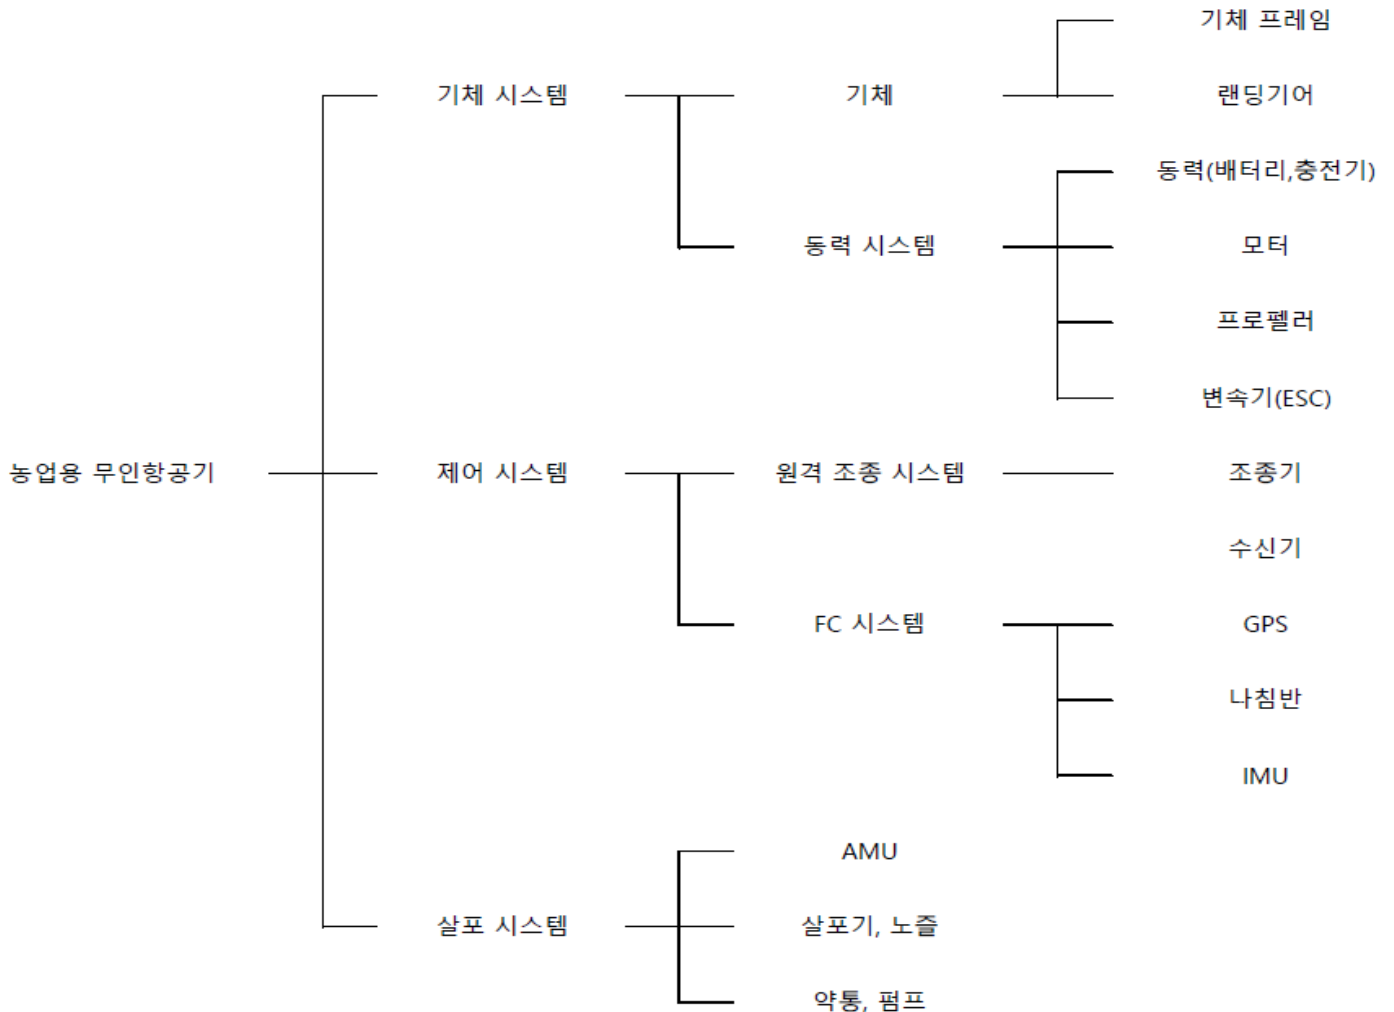 기체 프레임
기체 시스템
기체
랜딩기어
동력(배터리,충전기)
동력 시스템
모터
프로펠러
변속기(ESC)
농업용 무인항공기
제어 시스템
원격 조종 시스템
조종기
수신기
FC 시스템
GPS
나침반
IMU
AMU
살포 시스템
살포기, 노즐
약통, 펌프